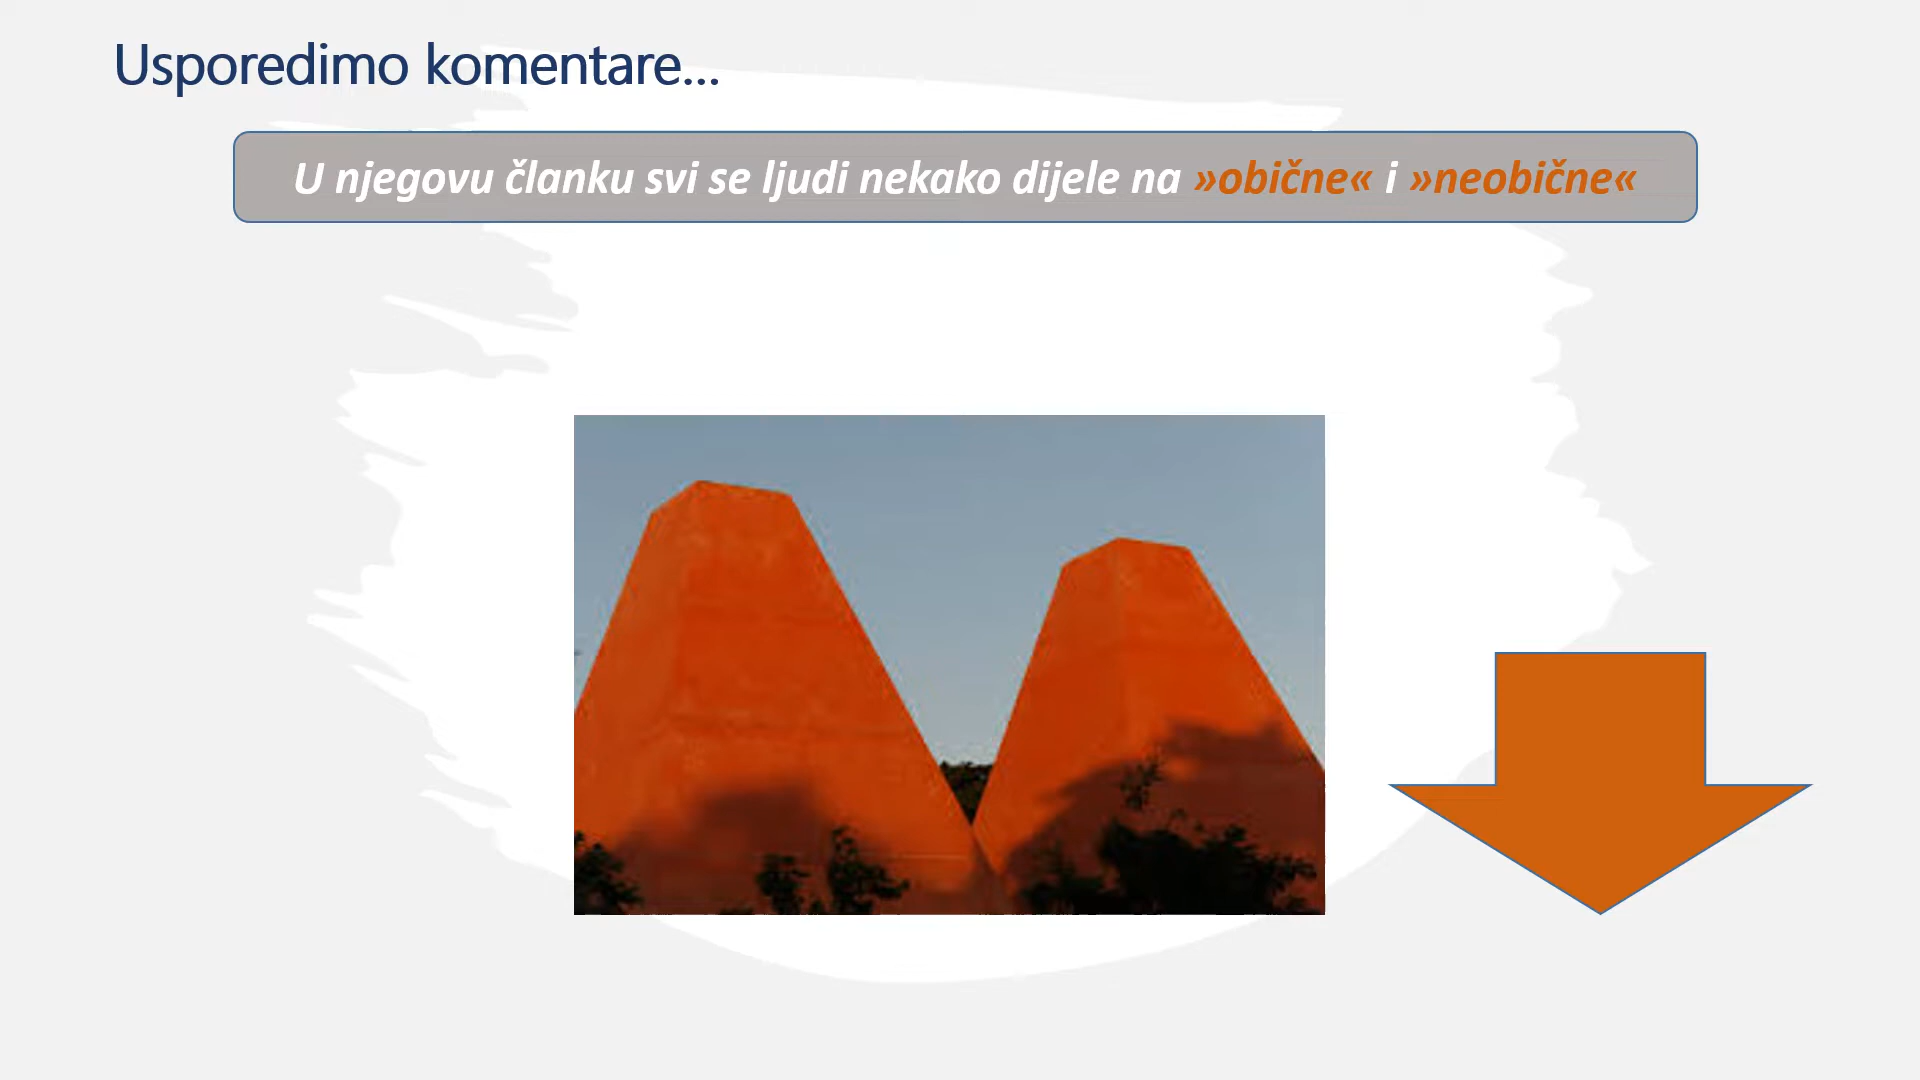 Usporedimo komentare...
U njegovu članku svi se ljudi nekako dijele na »obične« i »neobične«